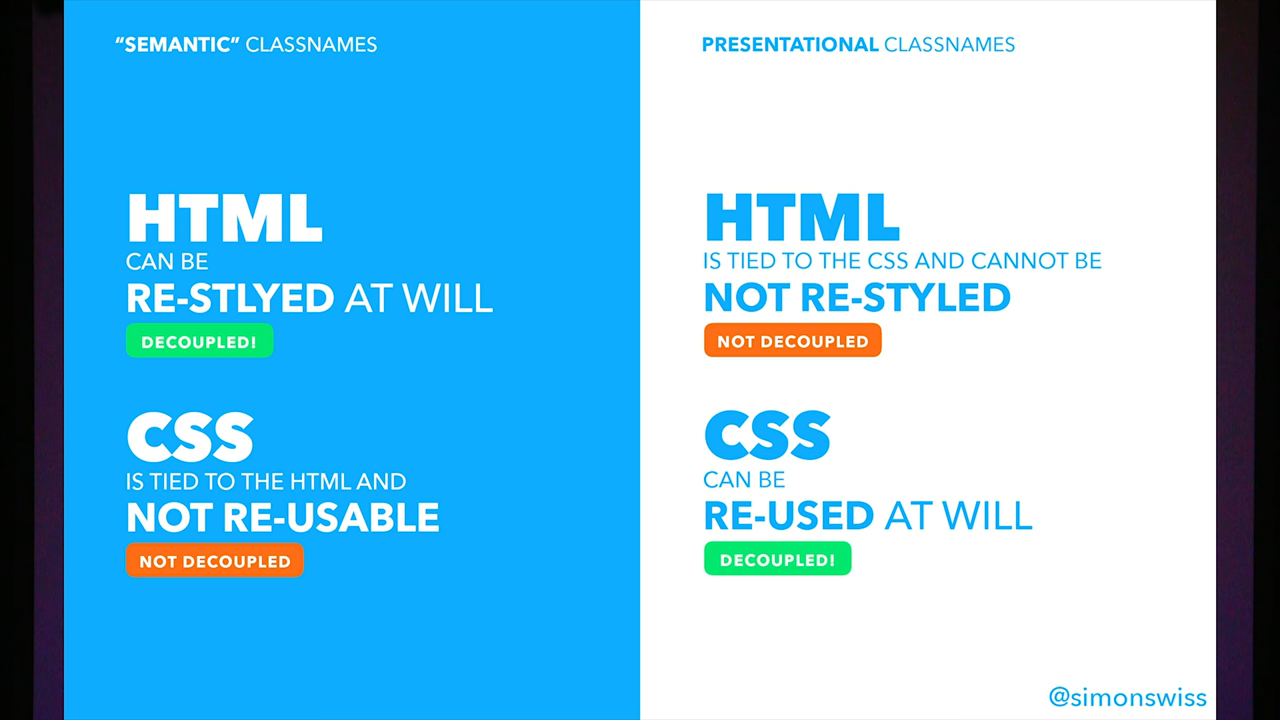 “SEMANTIC” CLASSNAMES
HTML
CAN BE
RE-STLYED AT WILL
DECOUPLED!
CSS
IS TIED TO THE HTML AND
NOT RE-USABLE
NOT DECOUPLED
PRESENTATIONAL CLASSNAMES
HTML
IS TIED TO THE CSS AND CANNOT BE
NOT RE-STYLED
NOT DECOUPLED
CSS
CAN BE
RE-USED AT WILL
DECOUPLED!
@simonswiss